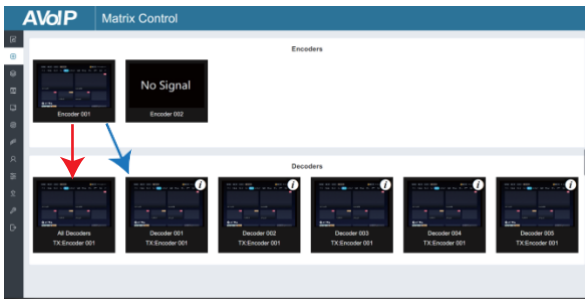 AVoIP Matrix Control
Encoders
No Signal
Encoder 001 Encoder 002
Decoders
All Decoders Decoder 001 Decoder 002 Decoder 003 Decoder 004 Decoder 005
TX:Encoder 001 TX:Encoder 001 TX:Encoder 001 TX:Encoder 001 TX:Encoder 001 TX:Encoder 001